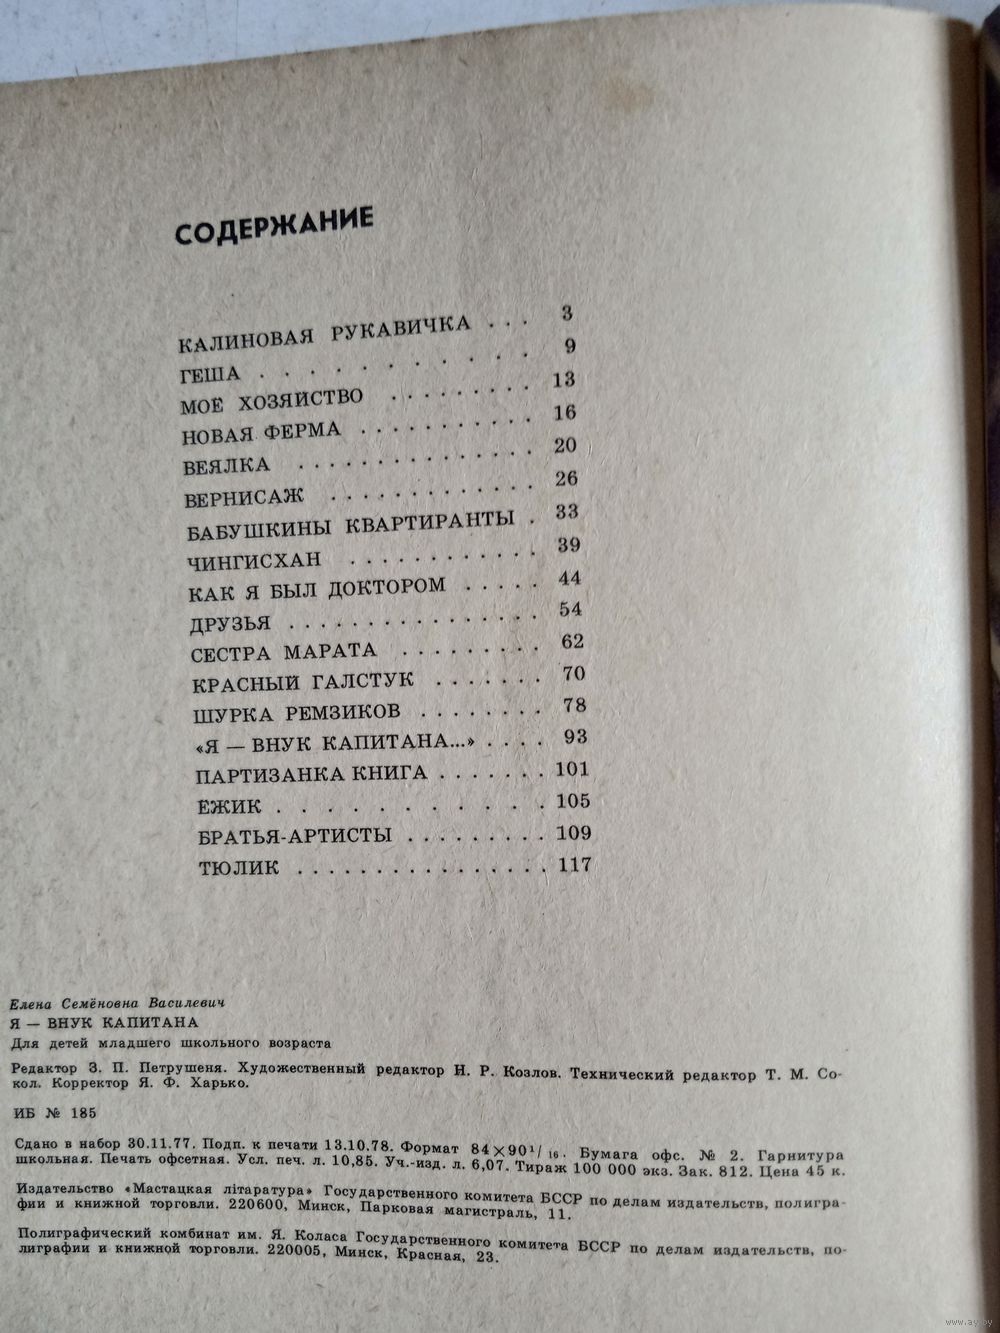 СОДЕРЖАНИЕ
КАЛИНОВАЯ РУКАВИЧКА . . . 3
ГЕША . . . . . . . . . . . 9
МОЕ ХОЗЯЙСТВО . . . . . . . . . 13
НОВАЯ ФЕРМА . . . . . . . . . . . 16
ВЕЯЛКА . . . . . . . . . . . . . . . 20
ВЕРНИСАЖ . . . . . . . . . . . . . 26
БАБУШКИНЫ КВАРТИРАНТЫ . 33
ЧИНГИСХАН . . . . . . . . . . . . 39
КАК Я БЫЛ ДОКТОРОМ . . . . . 44
ДРУЗЬЯ . . . . . . . . . . . . . . . . 54
СЕСТРА МАРАТА . . . . . . . . . 62
КРАСНЫЙ ГАЛСТУК . . . . . . . 70
ШУРКА РЕМЗИКОВ . . . . . . . . 78
«Я — ВНУК КАПИТАНА...» . . . . 93
ПАРТИЗАНКА КНИГА . . . . . . . 101
ЕЖИК . . . . . . . . . . . 105
БРАТЬЯ-АРТИСТЫ . . . . . . . . . 109
ТЮЛИК . . . . . . . . . . . . . . . . 117
Елена Семёновна Василевич
Я — ВНУК КАПИТАНА
Для детей младшего школьного возраста
Редактор З. П. Петрушеня. Художественный редактор Н. Р. Козлов. Технический редактор Т. М. Со-
кол. Корректор Я. Ф. Харько.
ИБ № 185
Сдано в набор 30.11.77. Подп. к печати 13.10.78. Формат 84×90 1/16. Бумага офс. № 2. Гарнитура
школьная. Печать офсетная. Усл. печ. л. 10,85. Уч.-изд. л. 6,07. Тираж 100 000 экз. Зак. 812. Цена 45 к.
Издательство «Мастацкая літаратура» Государственного комитета БССР по делам издательств, полигра-
фии и книжной торговли. 220600, Минск, Парковая магистраль, 11.
Полиграфический комбинат им. Я. Коласа Государственного комитета БССР по делам издательств, по-
лиграфии и книжной торговли. 220005, Минск, Красная, 23.
www.ay.by